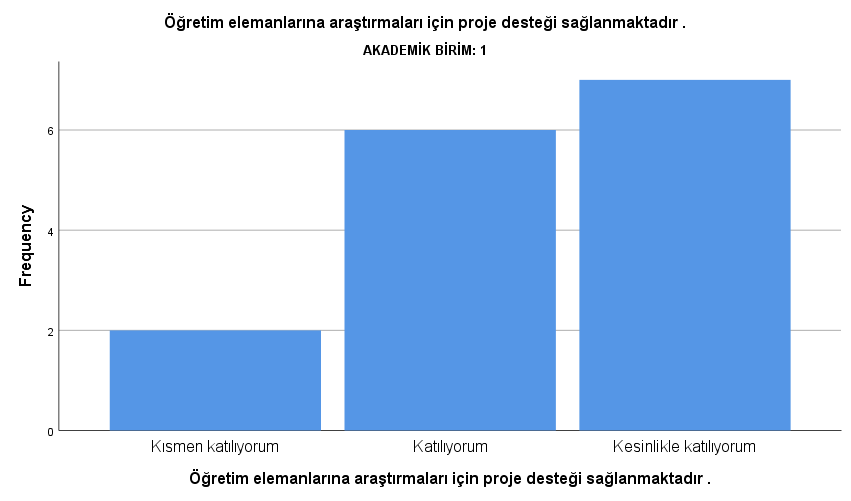 Öğretim elemanlarına araştırmaları için proje desteği sağlanmaktadır .
AKADEMİK BİRİM: 1
Frequency
6
4
2
0
Kısmen katılıyorum
Katılıyorum
Kesinlikle katılıyorum
Öğretim elemanlarına araştırmaları için proje desteği sağlanmaktadır .